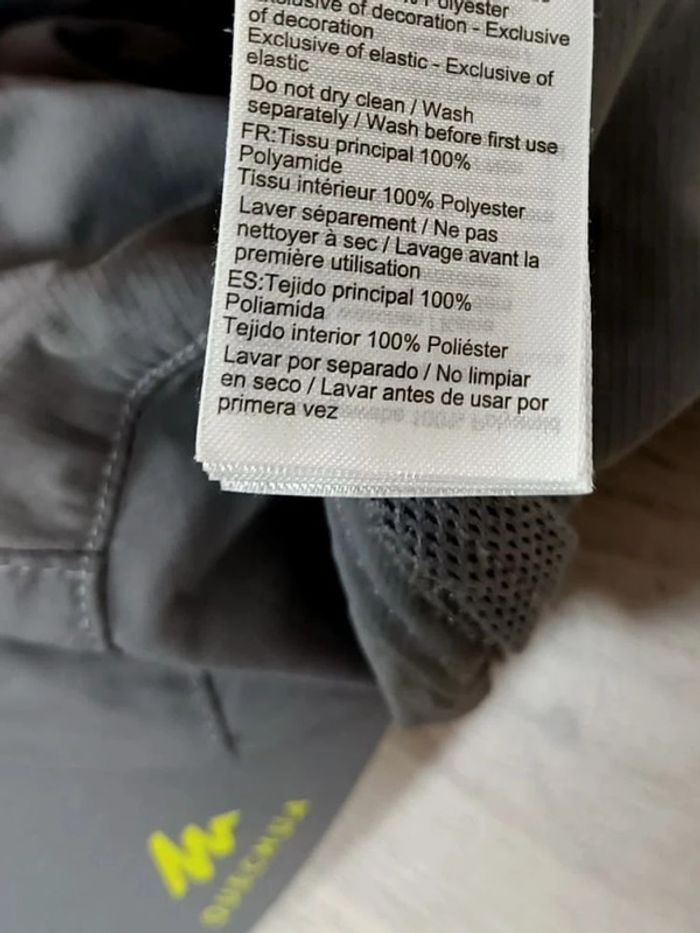 Polyester
Exclusive of decoration - Exclusive
of decoration
Exclusive of elastic - Exclusive of
elastic
Do not dry clean / Wash
separately / Wash before first use
FR:Tissu principal 100%
Polyamide
Tissu intérieur 100% Polyester
Laver séparement / Ne pas
nettoyer à sec / Lavage avant la
première utilisation
ES:Tejido principal 100%
Poliamida
Tejido interior 100% Poliéster
Lavar por separado / No limpiar
en seco / Lavar antes de usar por
primera vez
QUECHUA